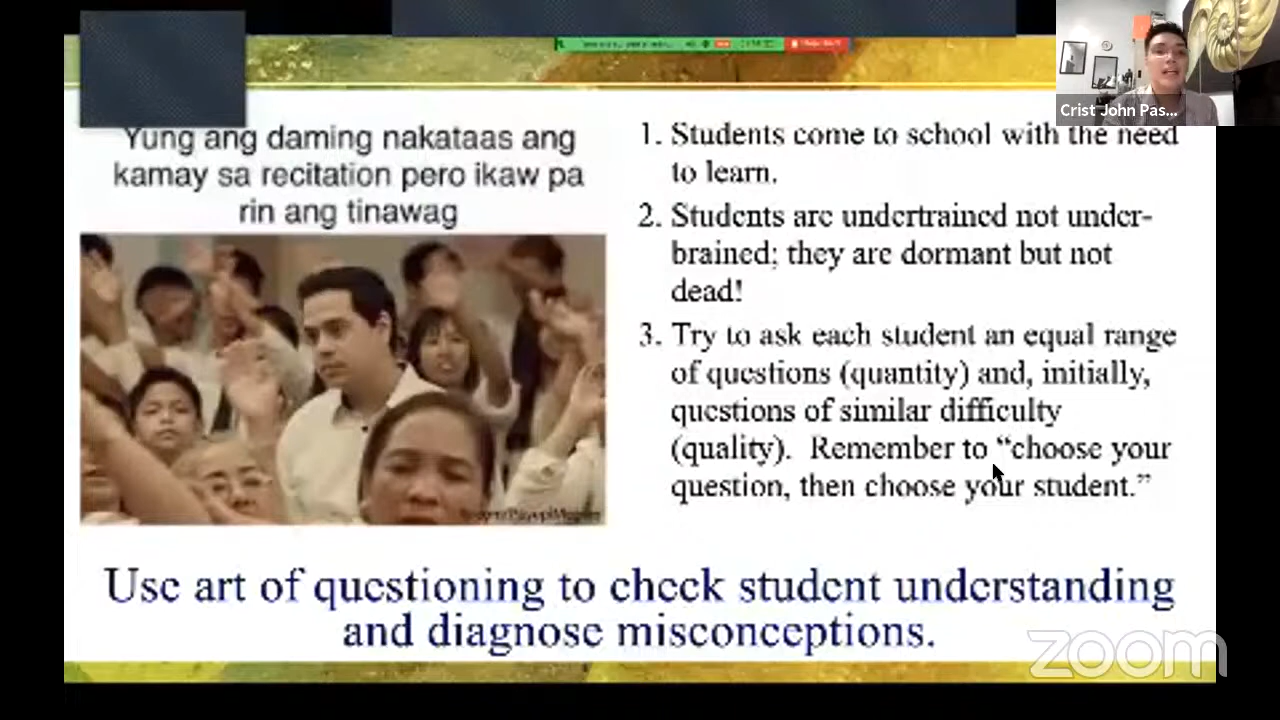 Crist John Pas...
Yung ang daming nakataas ang
kamay sa recitation pero ikaw pa
rin ang tinawag
1. Students come to school with the need
to learn.
2. Students are undertrained not under-
brained; they are dormant but not
dead!
3. Try to ask each student an equal range
of questions (quantity) and, initially,
questions of similar difficulty
(quality). Remember to “choose your
question, then choose your student.”
Use art of questioning to check student understanding
and diagnose misconceptions.
zoom